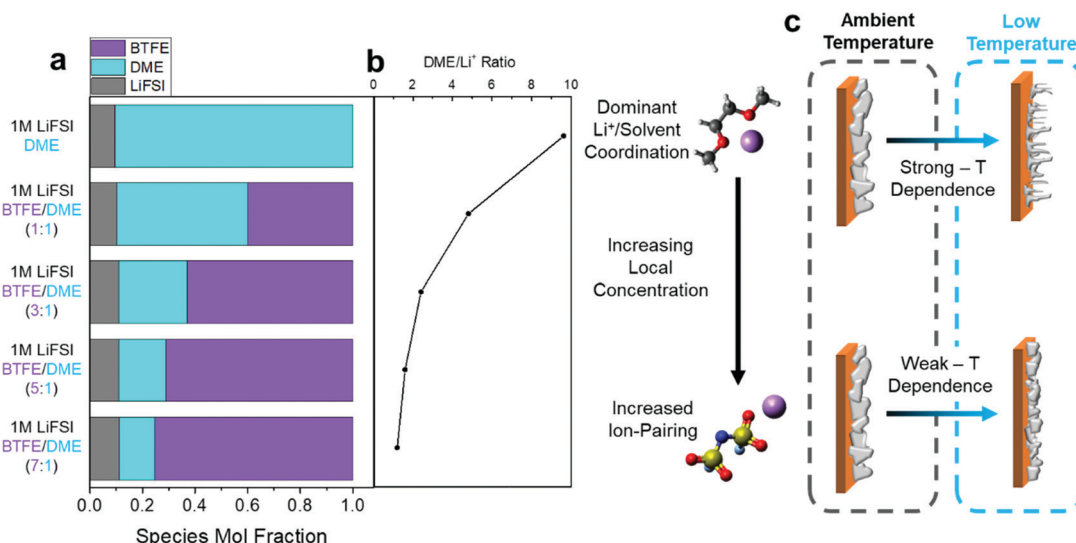 a
BTFE
DME
LiFSI
1M LiFSI
DME
1M LiFSI
BTFE/DME
(1:1)
1M LiFSI
BTFE/DME
(3:1)
1M LiFSI
BTFE/DME
(5:1)
1M LiFSI
BTFE/DME
(7:1)
0.0 0.2 0.4 0.6 0.8 1.0
Species Mol Fraction
b
DME/Li⁺ Ratio
0 2 4 6 8 10
Dominant
Li⁺/Solvent
Coordination
Increasing
Local
Concentration
Increased
Ion-Pairing
c
Ambient
Temperature
Low
Temperature
Strong – T
Dependence
Weak – T
Dependence